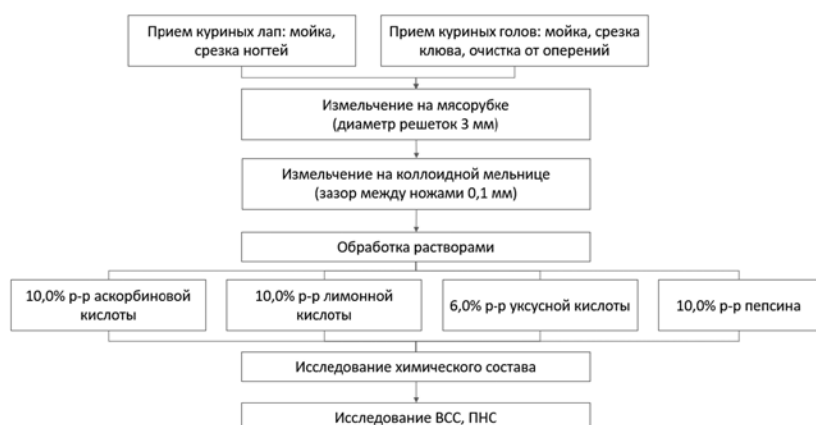 Прием куриных лап: мойка,
срезка ногтей
Прием куриных голов: мойка, срезка
клюва, очистка от оперений
Измельчение на мясорубке
(диаметр решеток 3 мм)
Измельчение на коллоидной мельнице
(зазор между ножами 0,1 мм)
Обработка растворами
10,0% р-р аскорбиновой
кислоты
10,0% р-р лимонной
кислоты
6,0% р-р уксусной кислоты
10,0% р-р пепсина
Исследование химического состава
Исследование ВСС, ПНС